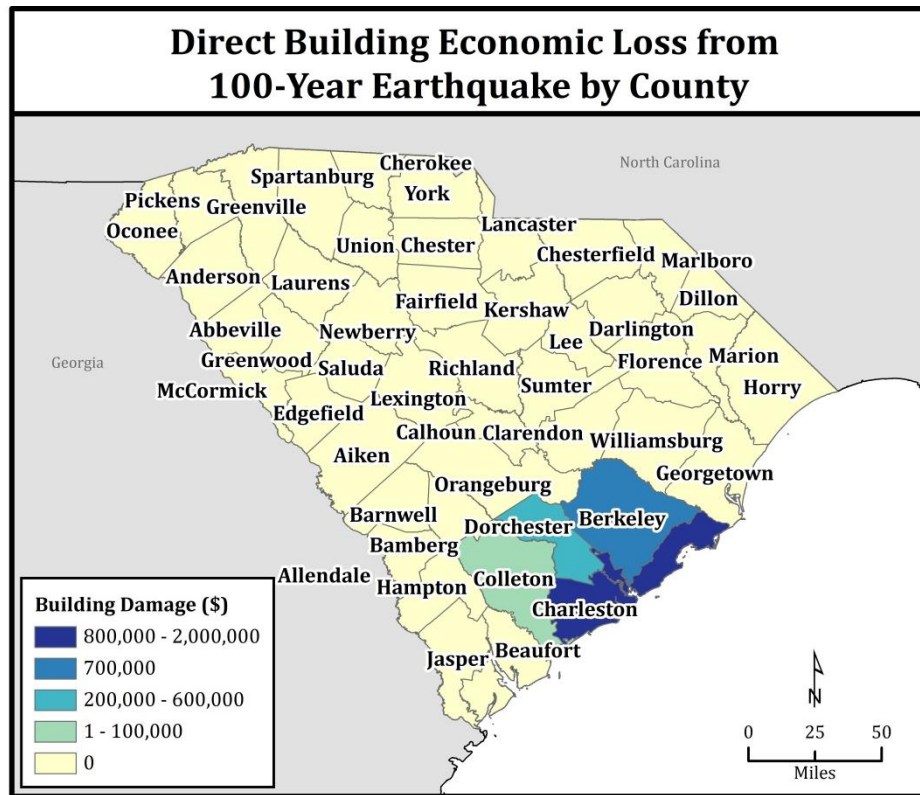 Direct Building Economic Loss from
100-Year Earthquake by County
North Carolina
Cherokee
Spartanburg
York
Pickens
Greenville
Lancaster
Oconee
Union
Chester
Chesterfield
Marlboro
Anderson
Laurens
Dillon
Fairfield
Kershaw
Abbeville
Newberry
Darlington
Lee
Georgia
Greenwood
Saluda
Richland
Florence
Marion
McCormick
Sumter
Horry
Lexington
Edgefield
Calhoun
Clarendon
Williamsburg
Aiken
Georgetown
Orangeburg
Barnwell
Dorchester
Berkeley
Bamberg
Allendale
Colleton
Hampton
Charleston
Beaufort
Jasper
Building Damage ($)
800,000 - 2,000,000
700,000
200,000 - 600,000
1 - 100,000
0
N
0 25 50
Miles